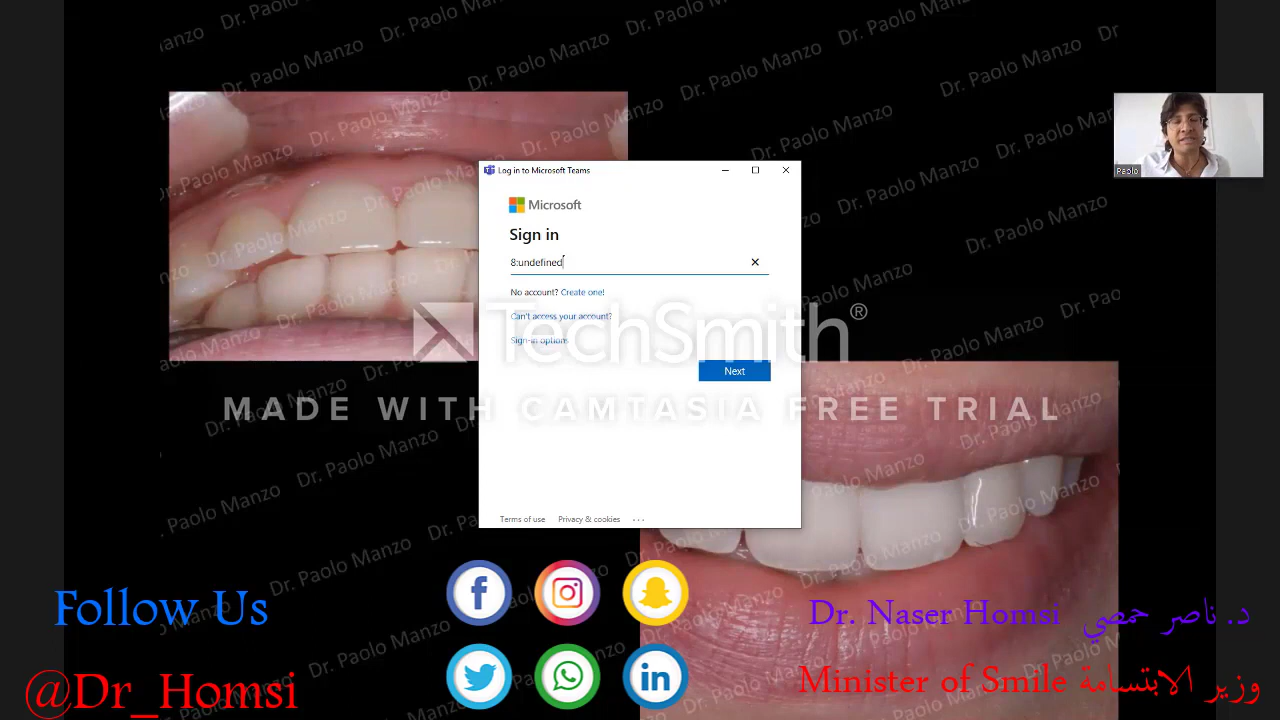 Dr. Paolo Manzo
Paolo
Log in to Microsoft Teams
Microsoft
Sign in
8:undefined
No account? Create one!
Can't access your account?
Sign-in options
Next
TechSmith®
MADE WITH CAMTASIA FREE TRIAL
Terms of use Privacy & cookies ...
Follow Us
@Dr_Homsi
Dr. Naser Homsi د. ناصر حمصي
Minister of Smile وزير الابتسامة